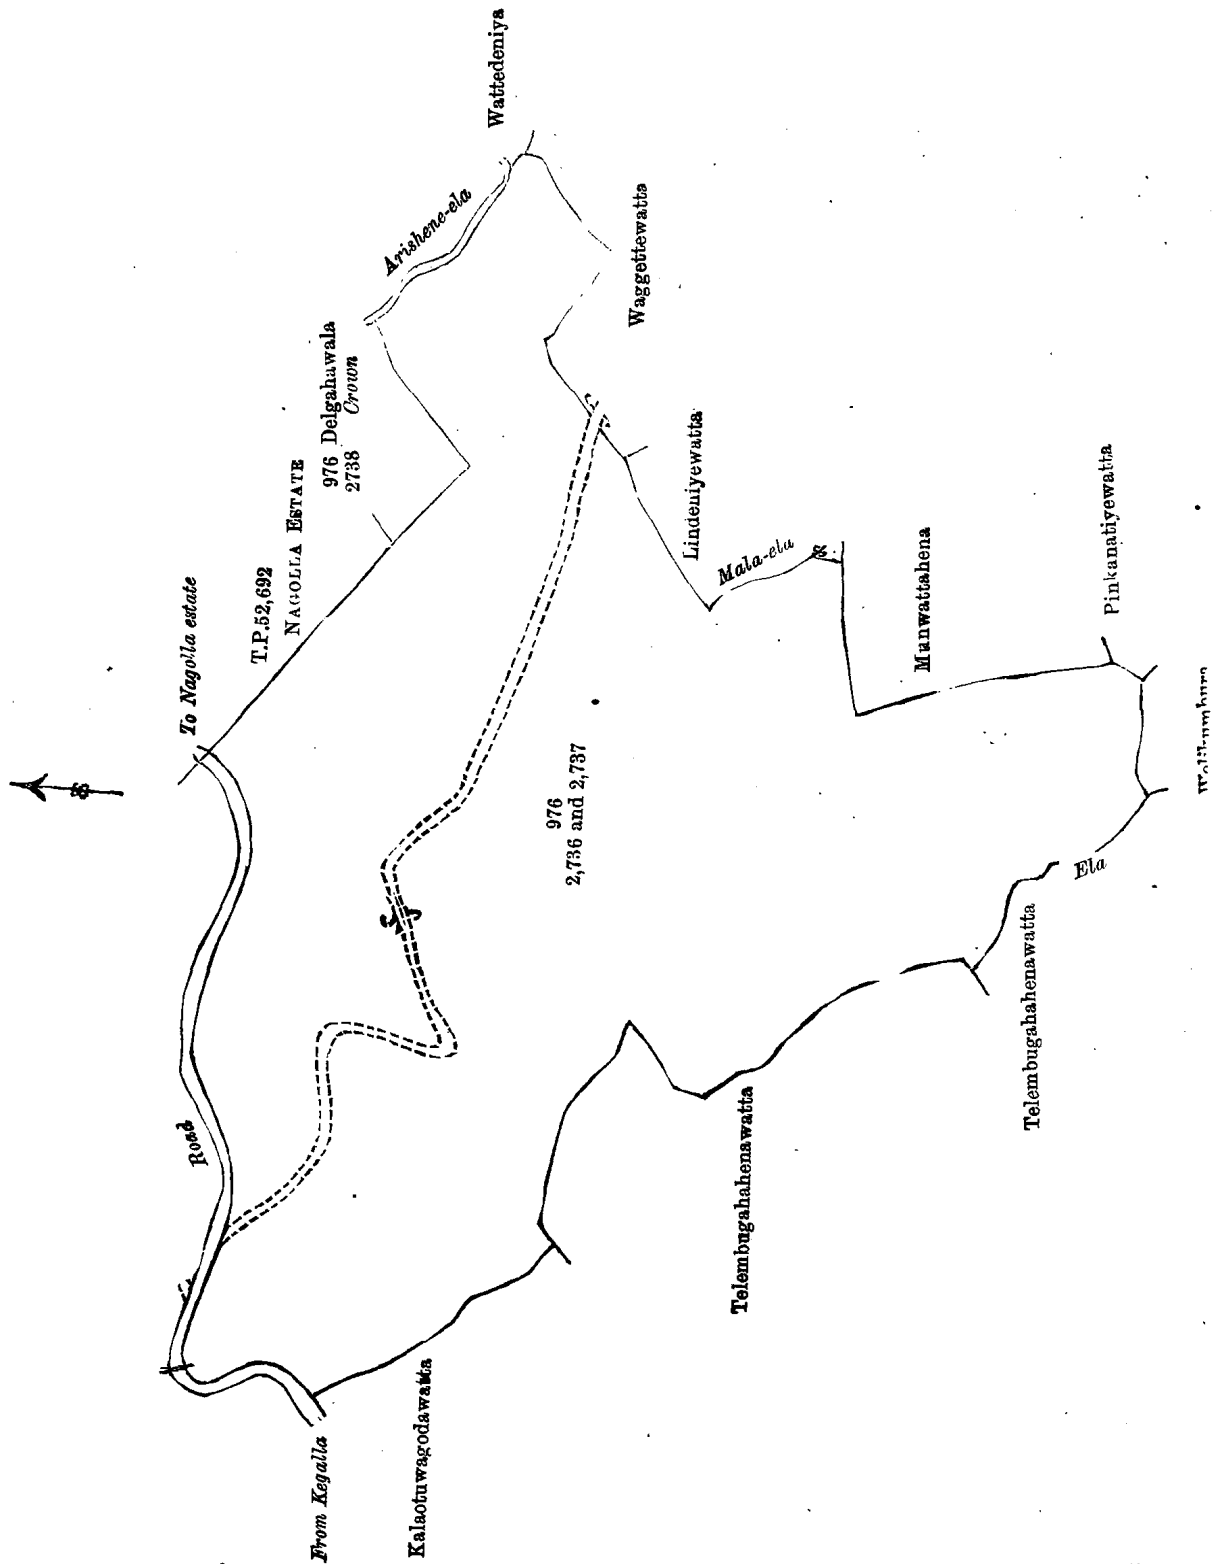 To Nagolla estate
T.P.52,692
NAGOLLA ESTATE
976 Delgahawala
2738 Crown
Arishene-ela
Wattedeniya
Road
From Kegalla
Kalaotuwagodawatta
976
2,736 and 2,737
Waggettewatta
Lindeniyewatta
Mala-ela
Munwattahena
Pinkanatiyewatta
Telembugahahenawatta
Telembugahahenawatta
Ela